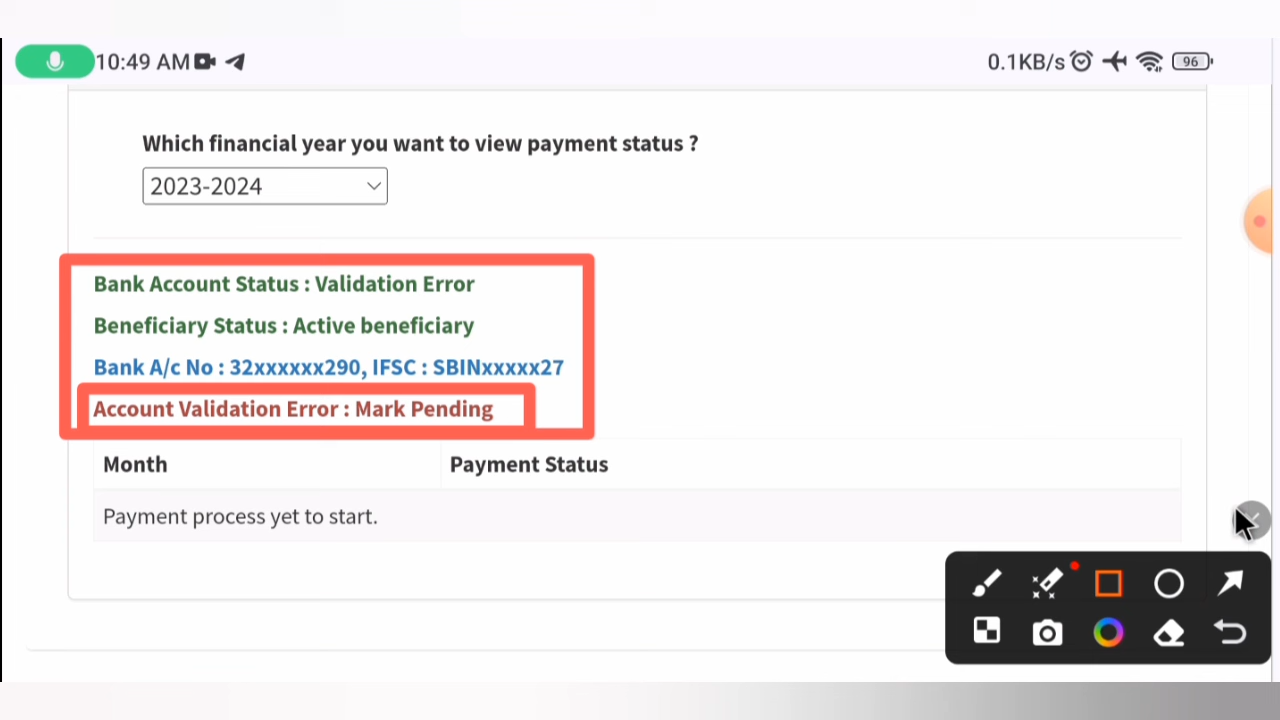 10:49 AM
0.1KB/s
96
Which financial year you want to view payment status ?
2023-2024
Bank Account Status : Validation Error
Beneficiary Status : Active beneficiary
Bank A/c No : 32xxxxxx290, IFSC : SBINxxxxx27
Account Validation Error : Mark Pending
Month Payment Status
Payment process yet to start.